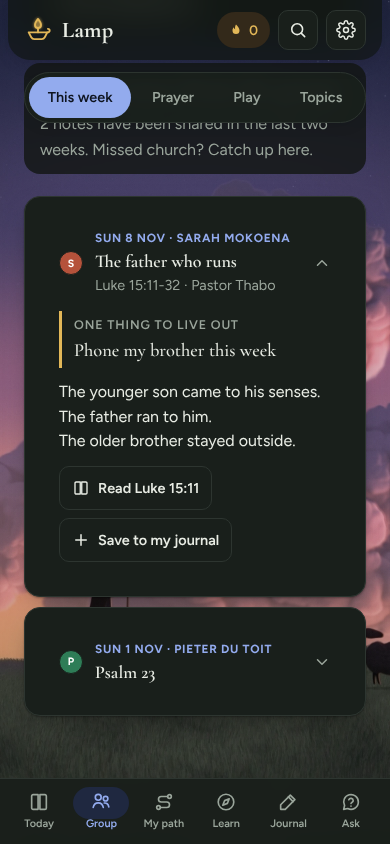 Lamp
0
This week
Prayer
Play
Topics
2 notes have been shared in the last two
weeks. Missed church? Catch up here.
SUN 8 NOV · SARAH MOKOENA
S
The father who runs
Luke 15:11-32 · Pastor Thabo
ONE THING TO LIVE OUT
Phone my brother this week
The younger son came to his senses.
The father ran to him.
The older brother stayed outside.
Read Luke 15:11
Save to my journal
SUN 1 NOV · PIETER DU TOIT
P
Psalm 23
Today
Group
My path
Learn
Journal
Ask